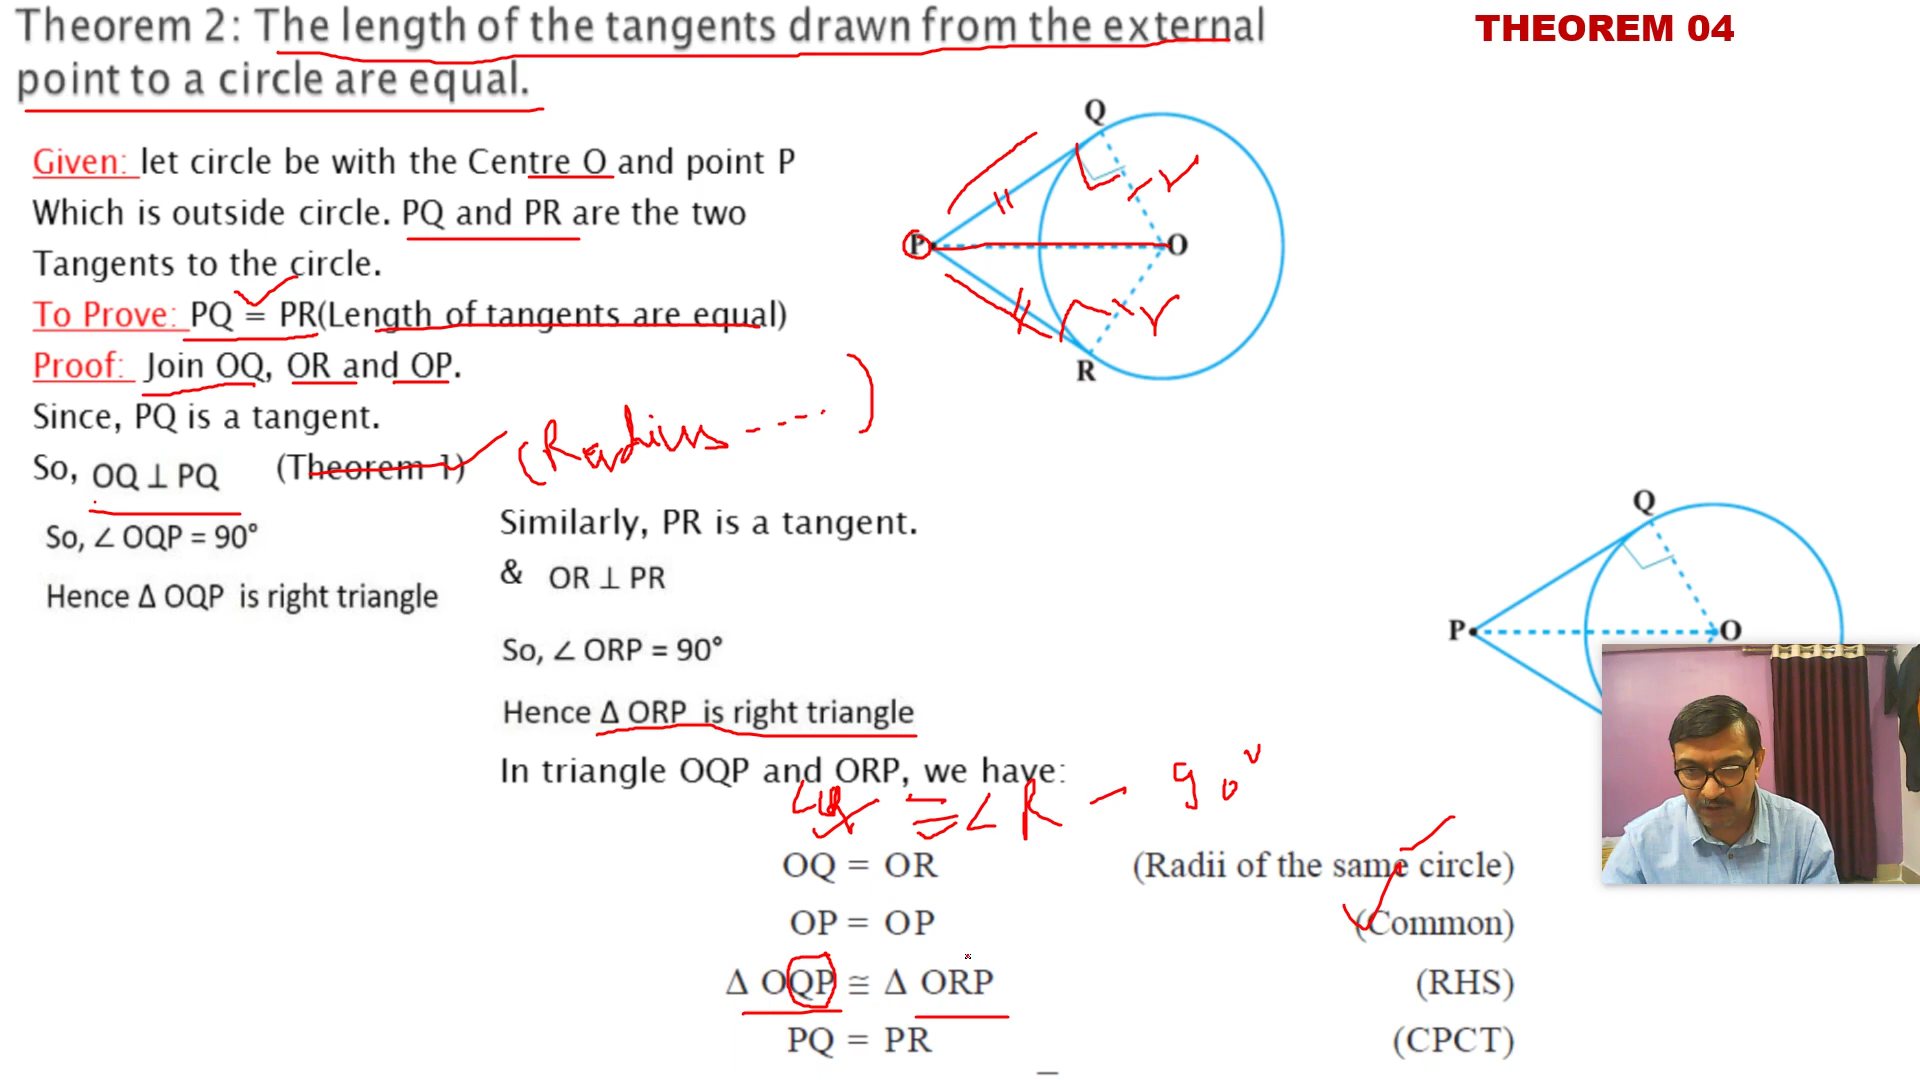 Theorem 2: The length of the tangents drawn from the external
point to a circle are equal.
THEOREM 04
Given: let circle be with the Centre O and point P
Which is outside circle. PQ and PR are the two
Tangents to the circle.
To Prove: PQ = PR(Length of tangents are equal)
Proof: Join OQ, OR and OP.
Since, PQ is a tangent.
So, OQ ⊥ PQ (Theorem 1) (Radius ----)
So, ∠ OQP = 90°
Hence Δ OQP is right triangle
Q
P
O
R
Similarly, PR is a tangent.
& OR ⊥ PR
So, ∠ ORP = 90°
Hence Δ ORP is right triangle
In triangle OQP and ORP, we have:
= ∠R - 90°
OQ = OR (Radii of the same circle)
OP = OP (Common)
Δ OQP ≅ Δ ORP (RHS)
PQ = PR (CPCT)
Q
P
O